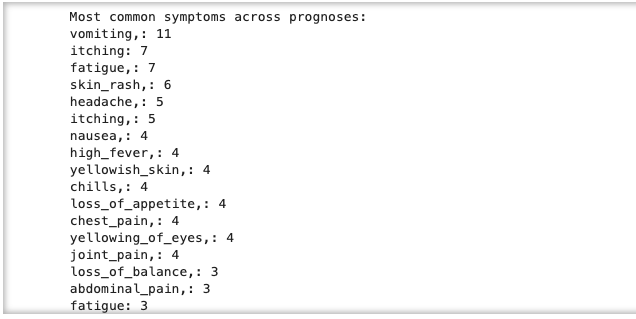 Most common symptoms across prognoses:
vomiting,: 11
itching: 7
fatigue,: 7
skin_rash,: 6
headache,: 5
itching,: 5
nausea,: 4
high_fever,: 4
yellowish_skin,: 4
chills,: 4
loss_of_appetite,: 4
chest_pain,: 4
yellowing_of_eyes,: 4
joint_pain,: 4
loss_of_balance,: 3
abdominal_pain,: 3
fatigue: 3